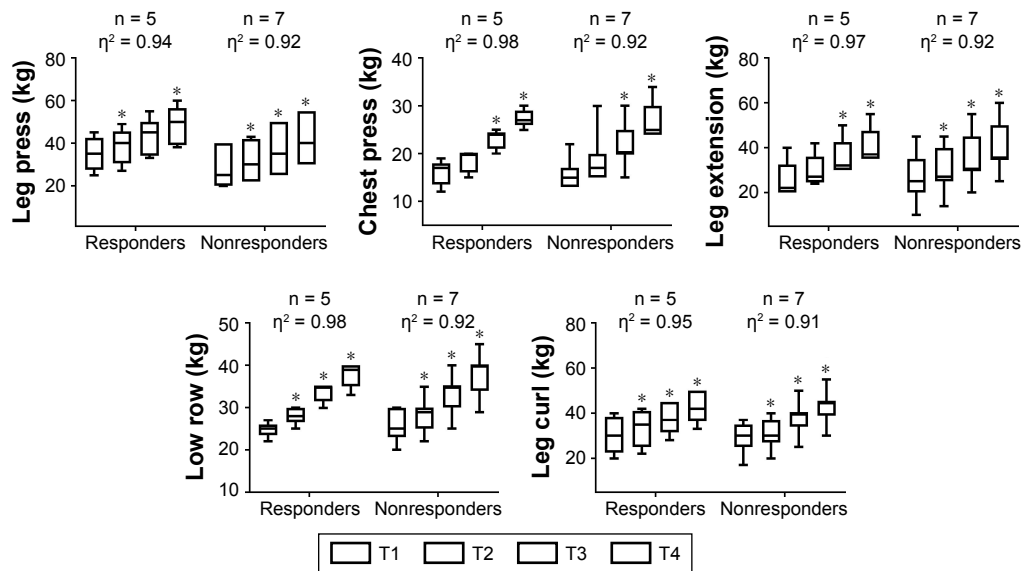 n = 5
η² = 0.94
n = 7
η² = 0.92
Leg press (kg)
80
60
40
20
*
*
*
*
*
Responders
Nonresponders
n = 5
η² = 0.98
n = 7
η² = 0.92
Chest press (kg)
40
30
20
10
*
*
*
*
Responders
Nonresponders
n = 5
η² = 0.97
n = 7
η² = 0.92
Leg extension (kg)
80
60
40
20
*
*
*
*
*
Responders
Nonresponders
n = 5
η² = 0.98
n = 7
η² = 0.92
Low row (kg)
50
40
30
20
10
*
*
*
*
*
*
Responders
Nonresponders
n = 5
η² = 0.95
n = 7
η² = 0.91
Leg curl (kg)
80
60
40
20
*
*
*
*
*
*
Responders
Nonresponders
T1
T2
T3
T4